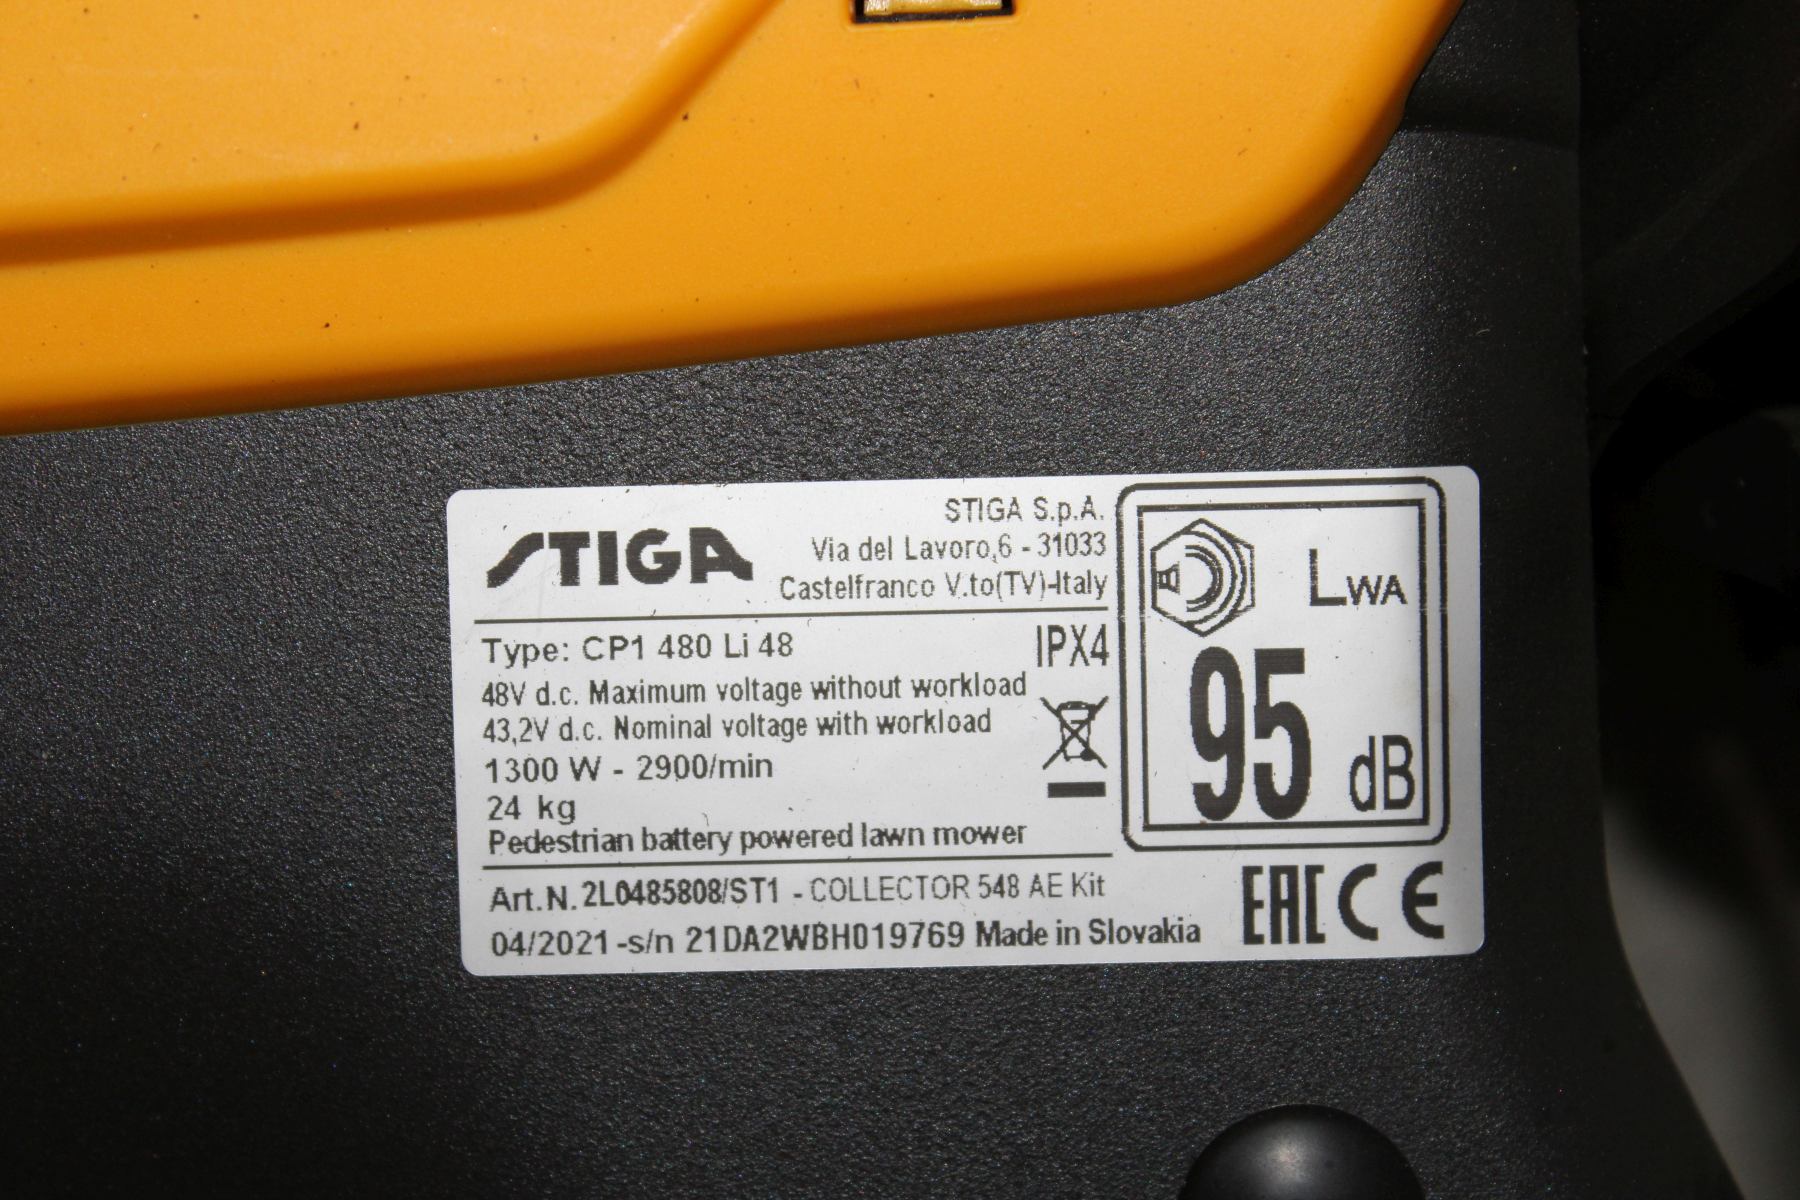 STIGA
STIGA S.p.A.
Via del Lavoro,6 - 31033
Castelfranco V.to(TV)-Italy
Type: CP1 480 Li 48
IPX4
48V d.c. Maximum voltage without workload
43,2V d.c. Nominal voltage with workload
1300 W - 2900/min
24 kg
Pedestrian battery powered lawn mower
Art.N. 2L0485808/ST1 - COLLECTOR 548 AE Kit
04/2021 -s/n 21DA2WBH019769 Made in Slovakia
LWA
95 dB
EAC CE